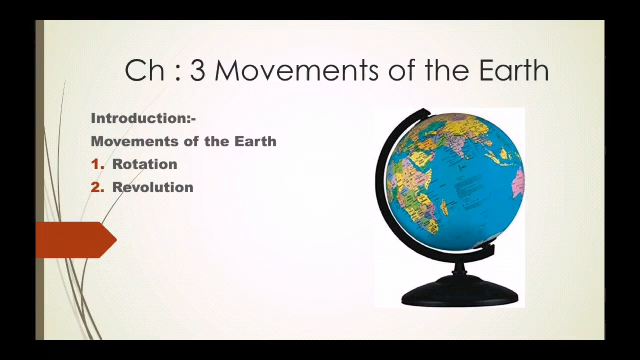 Ch : 3 Movements of the Earth
Introduction:-
Movements of the Earth
1. Rotation
2. Revolution